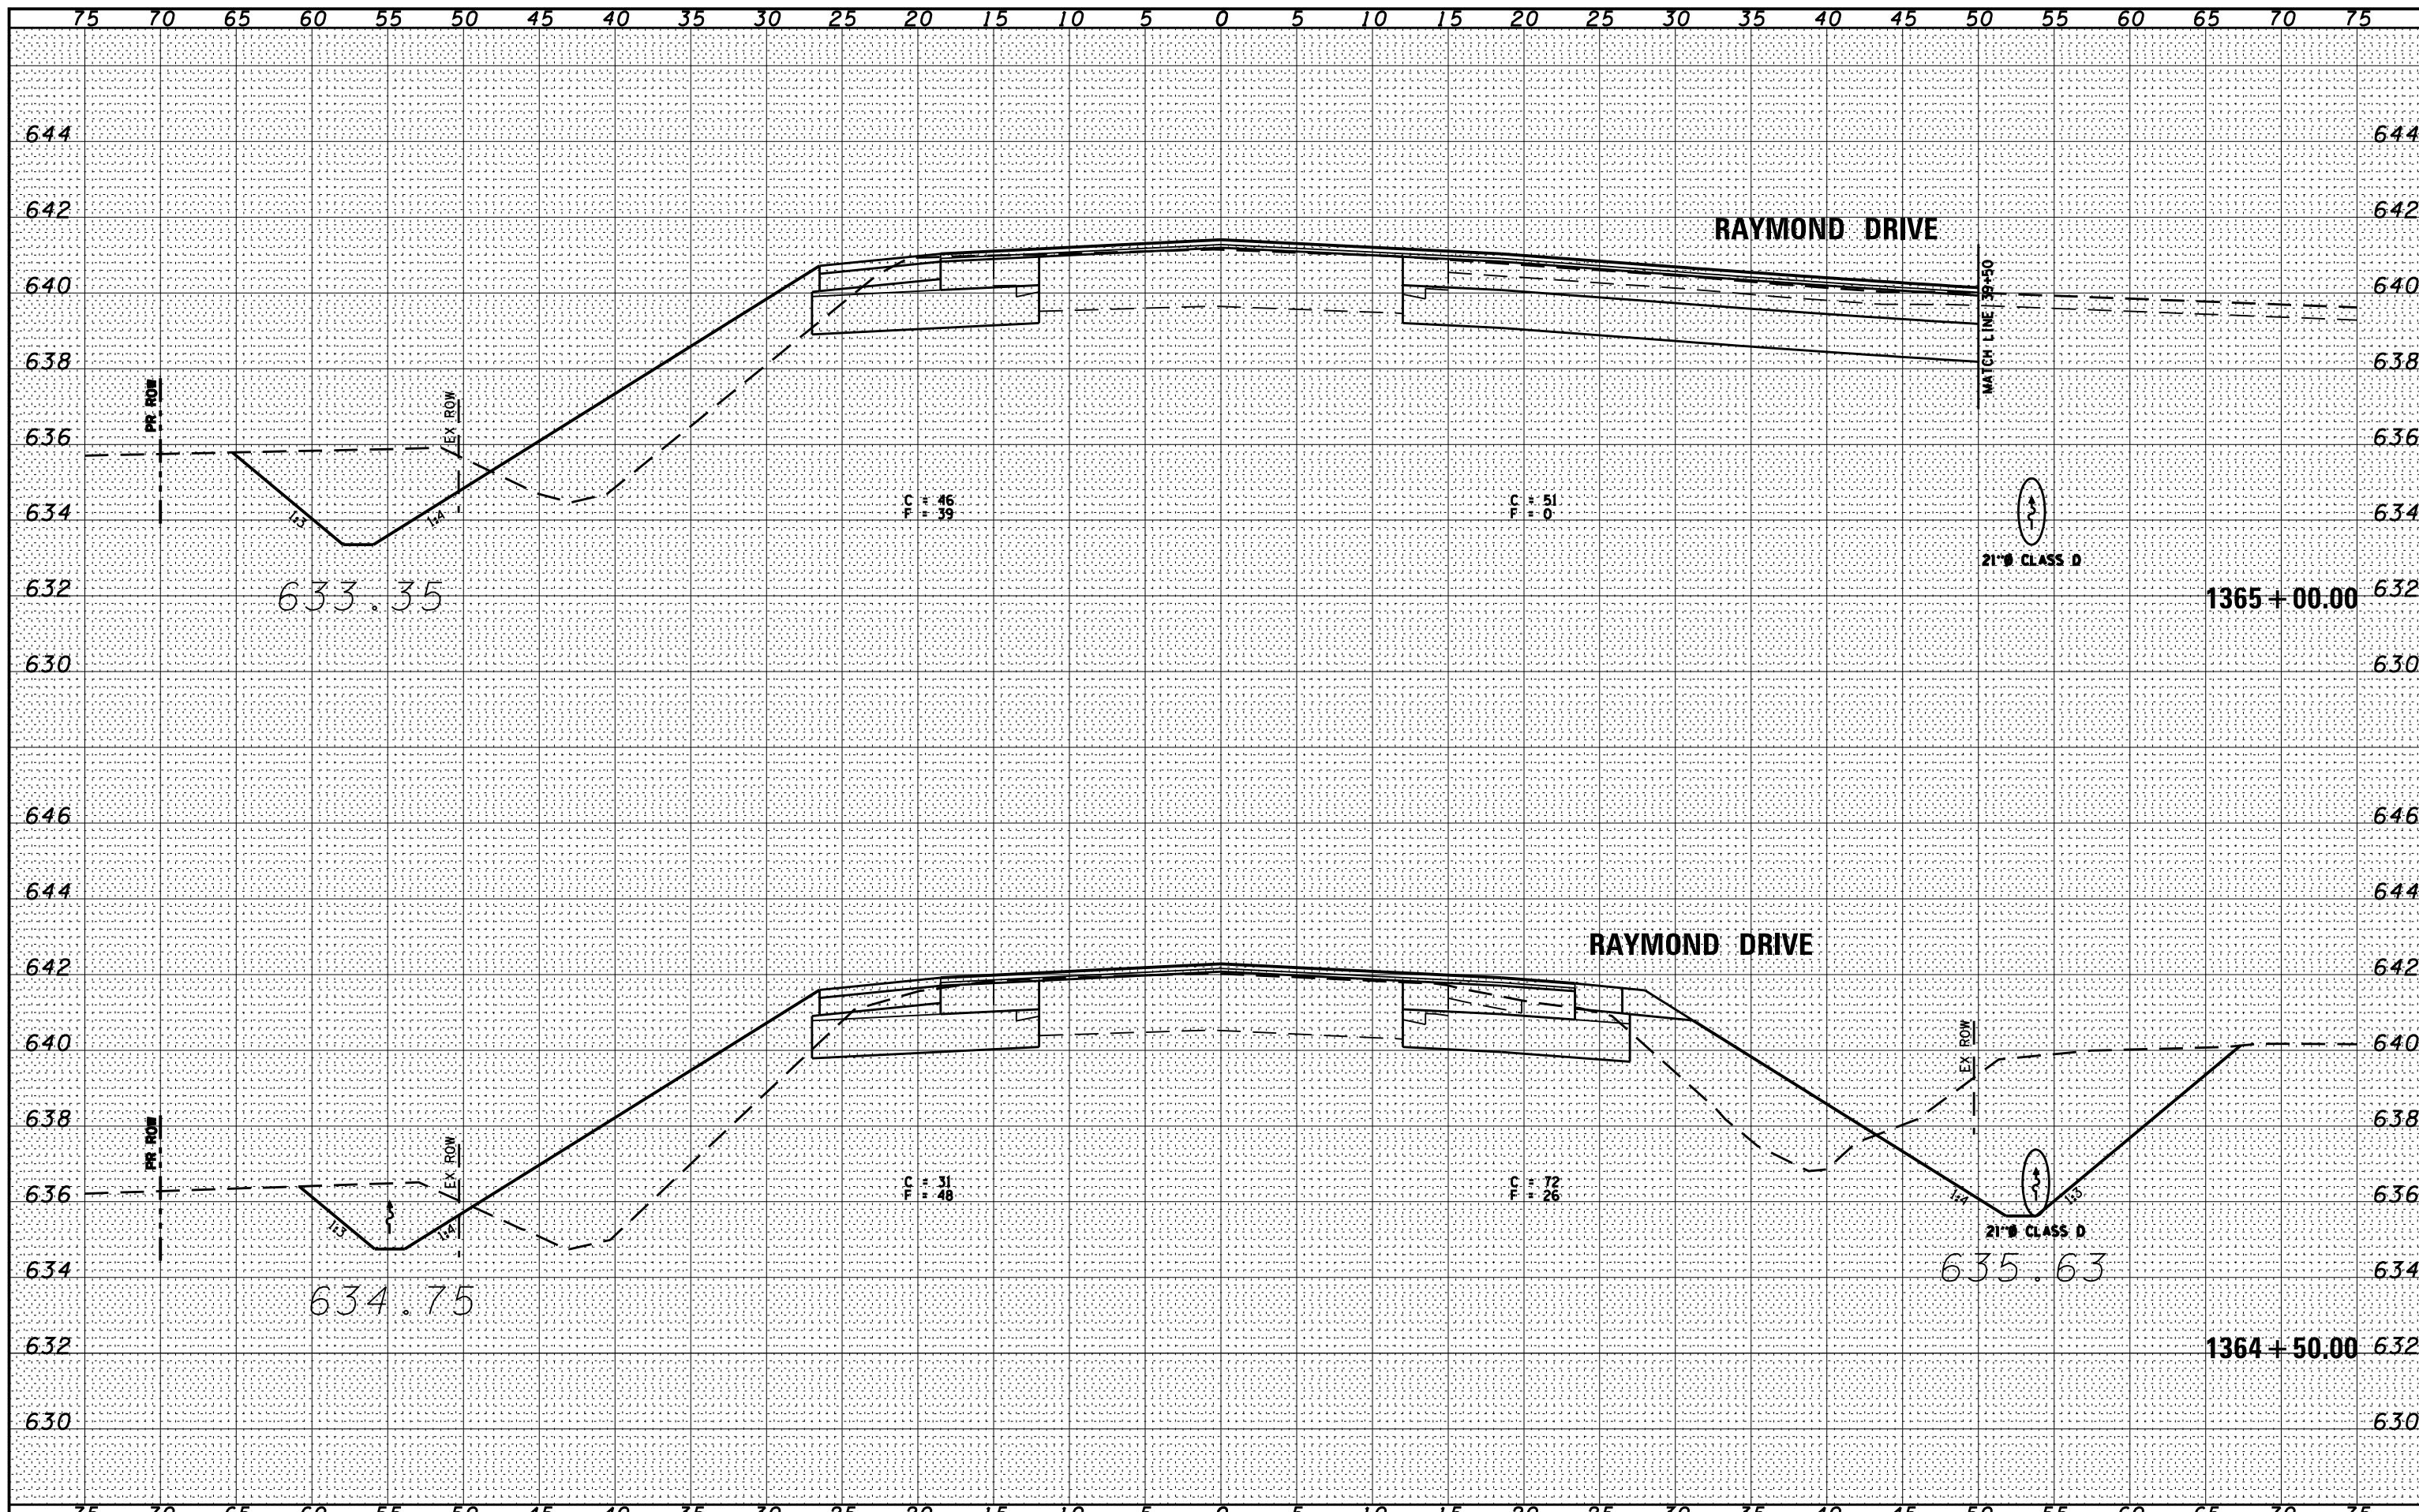 75 70 65 60 55 50 45 40 35 30 25 20 15 10 5 0 5 10 15 20 25 30 35 40 45 50 55 60 65 70 75
644 644
642 642
RAYMOND DRIVE
640 640
MATCH LINE 39+50
638 638
PR ROW
EX ROW
636 636
C = 46
F = 39
C = 51
F = 0
634 634
1:3
1:4
21"Ø CLASS D
633.35
632 632
1365+00.00
630 630
646 646
644 644
RAYMOND DRIVE
642 642
640 640
EX ROW
638 638
PR ROW
EX ROW
C = 31
F = 48
C = 72
F = 26
636 636
1:3
1:4
1:4
1:3
21"Ø CLASS D
634 634
634.75
635.63
632 632
1364+50.00
630 630
75 70 65 60 55 50 45 40 35 30 25 20 15 10 5 0 5 10 15 20 25 30 35 40 45 50 55 60 65 70 75